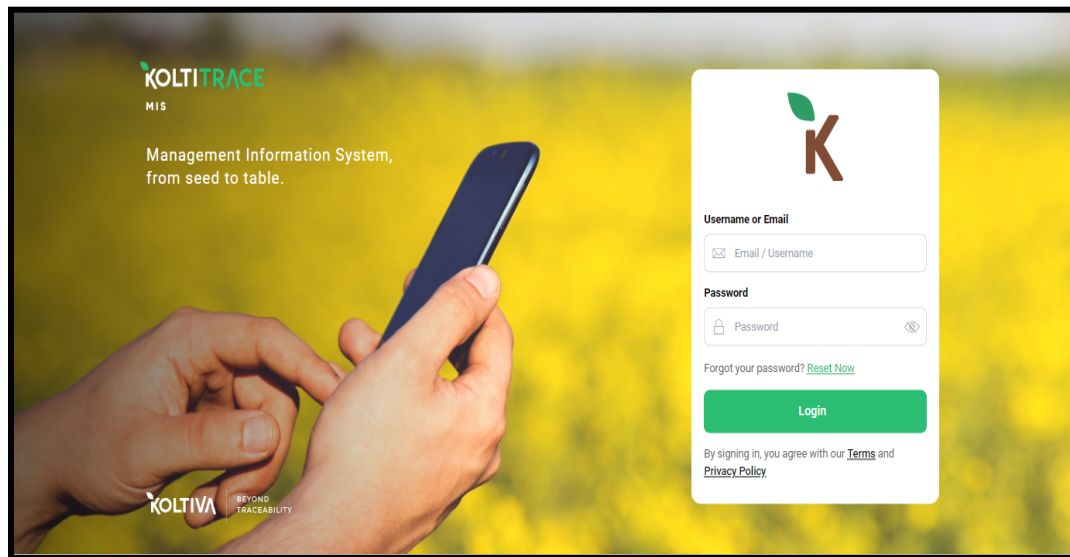 KOLTITRACE
MIS
Management Information System,
from seed to table.
KOLTIVA
BEYOND
TRACEABILITY
K
Username or Email
Email / Username
Password
Password
Forgot your password? Reset Now
Login
By signing in, you agree with our Terms and
Privacy Policy